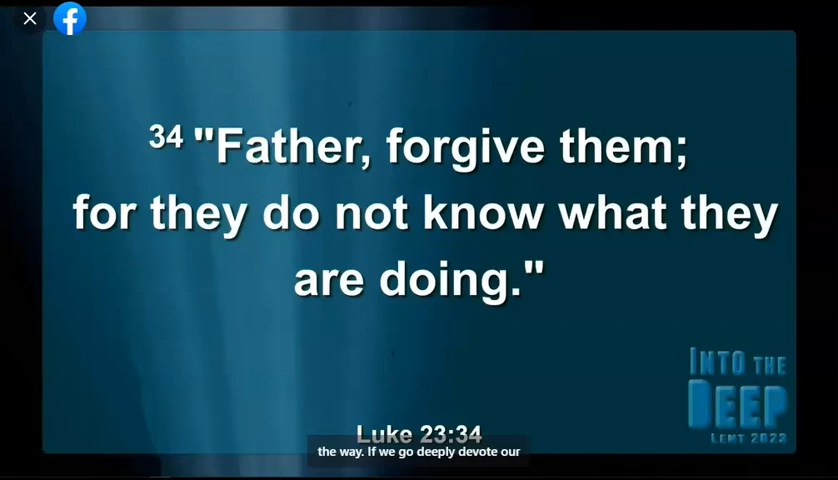 34 "Father, forgive them;
for they do not know what they
are doing."
INTO THE
DEEP
LENT 2023
Luke 23:34
the way. If we go deeply devote our